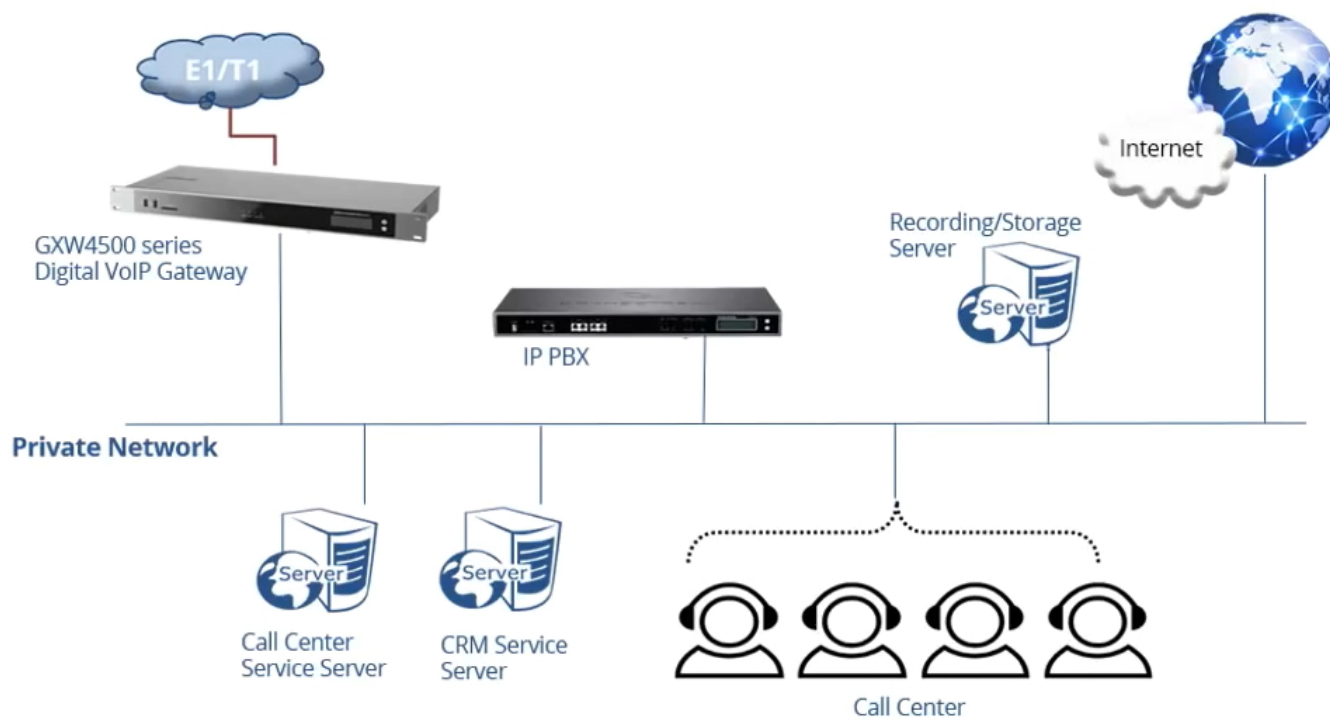 E1/T1
Internet
Recording/Storage
Server
Server
GXW4500 series
Digital VoIP Gateway
IP PBX
Private Network
Server
Server
Call Center
Service Server
CRM Service
Server
Call Center